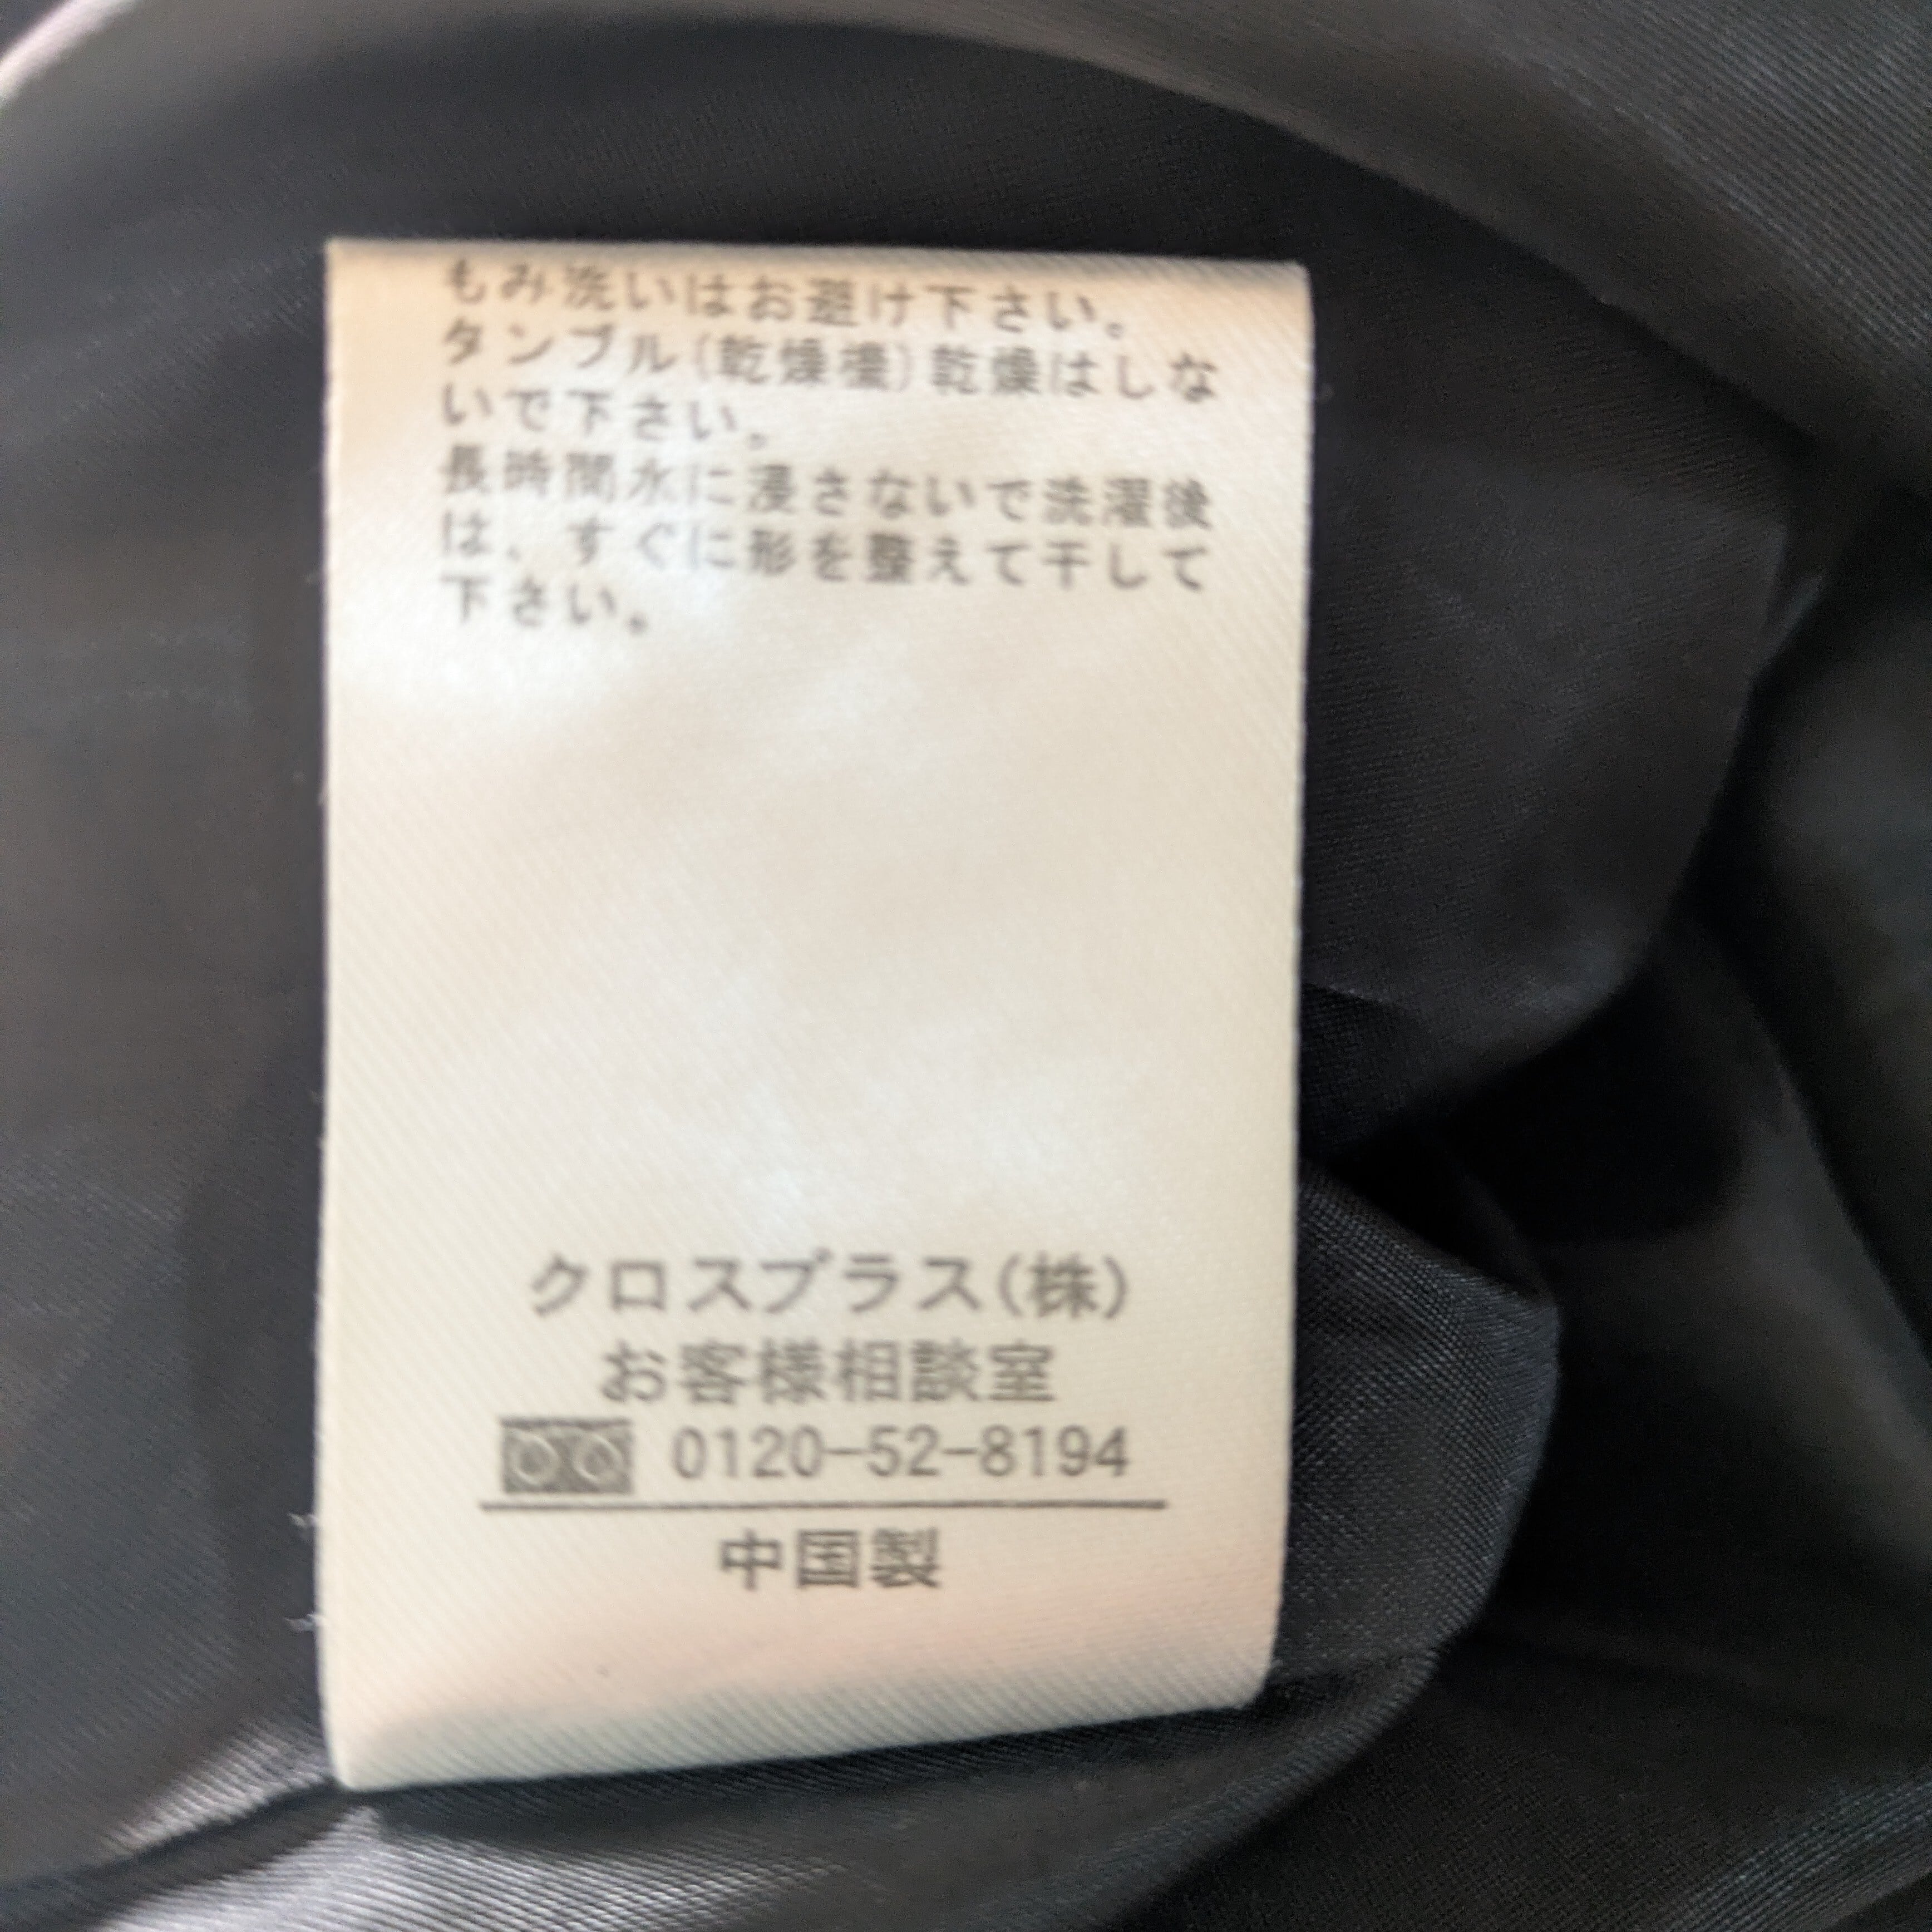 もみ洗いはお避け下さい。
タンブル(乾燥機)乾燥はしな
いで下さい。
長時間水に浸さないで洗濯後
は、すぐに形を整えて干して
下さい。
クロスプラス(株)
お客様相談室
0120-52-8194
中国製